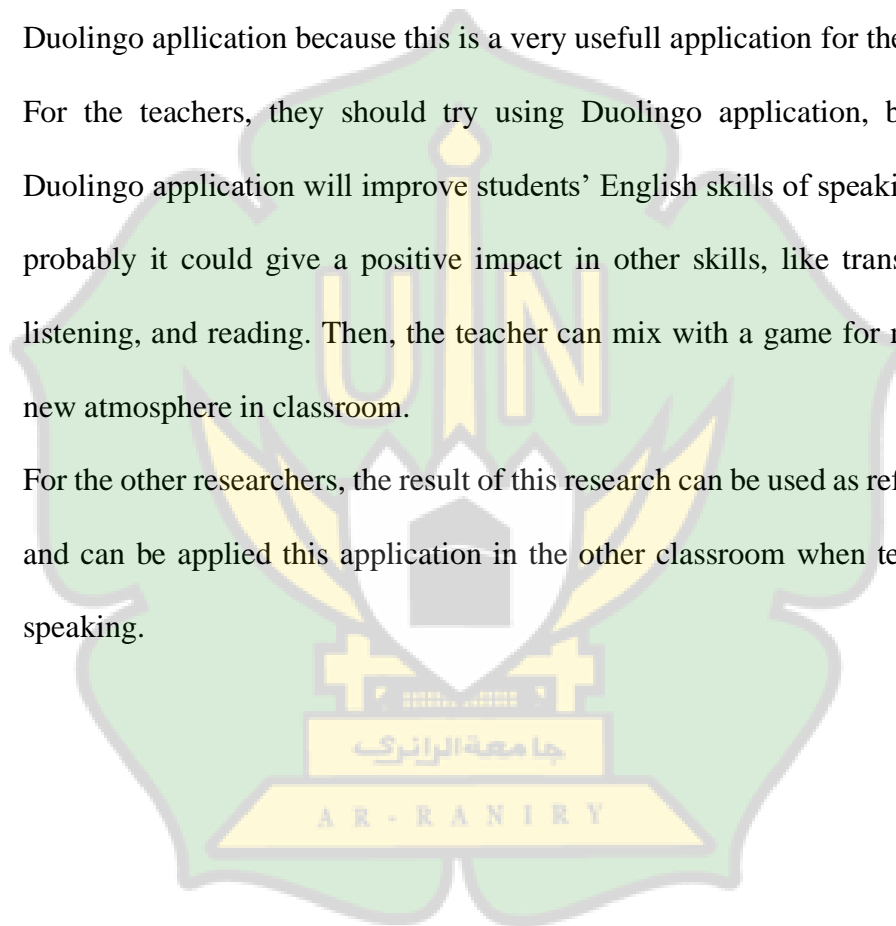 Duolingo apllication because this is a very usefull application for the
For the teachers, they should try using Duolingo application, b
Duolingo application will improve students’ English skills of speaki
probably it could give a positive impact in other skills, like trans
listening, and reading. Then, the teacher can mix with a game for
new atmosphere in classroom.
For the other researchers, the result of this research can be used as ref
and can be applied this application in the other classroom when te
speaking.
UIN
جامعة الرانري
AR-RANIRY